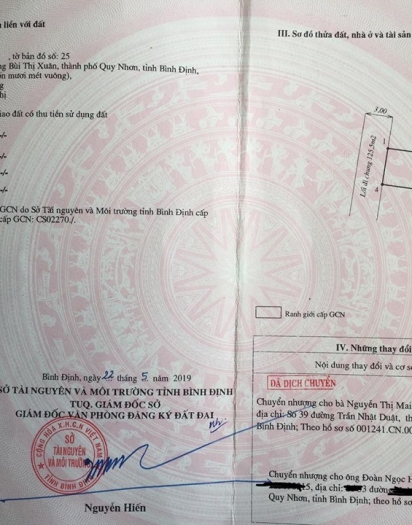 liền với đất
, tờ bản đồ số: 25
g Bùi Thị Xuân, thành phố Quy Nhơn, tỉnh Bình Định,
mươi mét vuông),
g
hị
iao đất có thu tiền sử dụng đất
-/-
-/-
-/-
-/-
GCN do Sở Tài nguyên và Môi trường tỉnh Bình Định cấp
cấp GCN: CS02270./.
Bình Định, ngày 22 tháng 5 năm 2019
SỞ TÀI NGUYÊN VÀ MÔI TRƯỜNG TỈNH BÌNH ĐỊNH
TUQ. GIÁM ĐỐC SỞ
GIÁM ĐỐC VĂN PHÒNG ĐĂNG KÝ ĐẤT ĐAI
CỘNG HÒA X.H.C.N VIỆT NAM
SỞ
TÀI NGUYÊN
VÀ MÔI TRƯỜNG
TỈNH BÌNH ĐỊNH
Nguyễn Hiến
III. Sơ đồ thửa đất, nhà ở và tài sản
3,00
Lối đi chung 125,5m2
1
4
Ranh giới cấp GCN
IV. Những thay đổi
Nội dung thay đổi và cơ sở
ĐÃ DỊCH CHUYỂN
Chuyển nhượng cho bà Nguyễn Thị Mai
địa chỉ: Số 39 đường Trần Nhật Duật, th
Bình Định; Theo hồ sơ số 001241.CN.00
Chuyển nhượng cho ông Đoàn Ngọc H
5, địa chỉ: 3 đường
Quy Nhơn, tỉnh Bình Định; theo hồ sơ